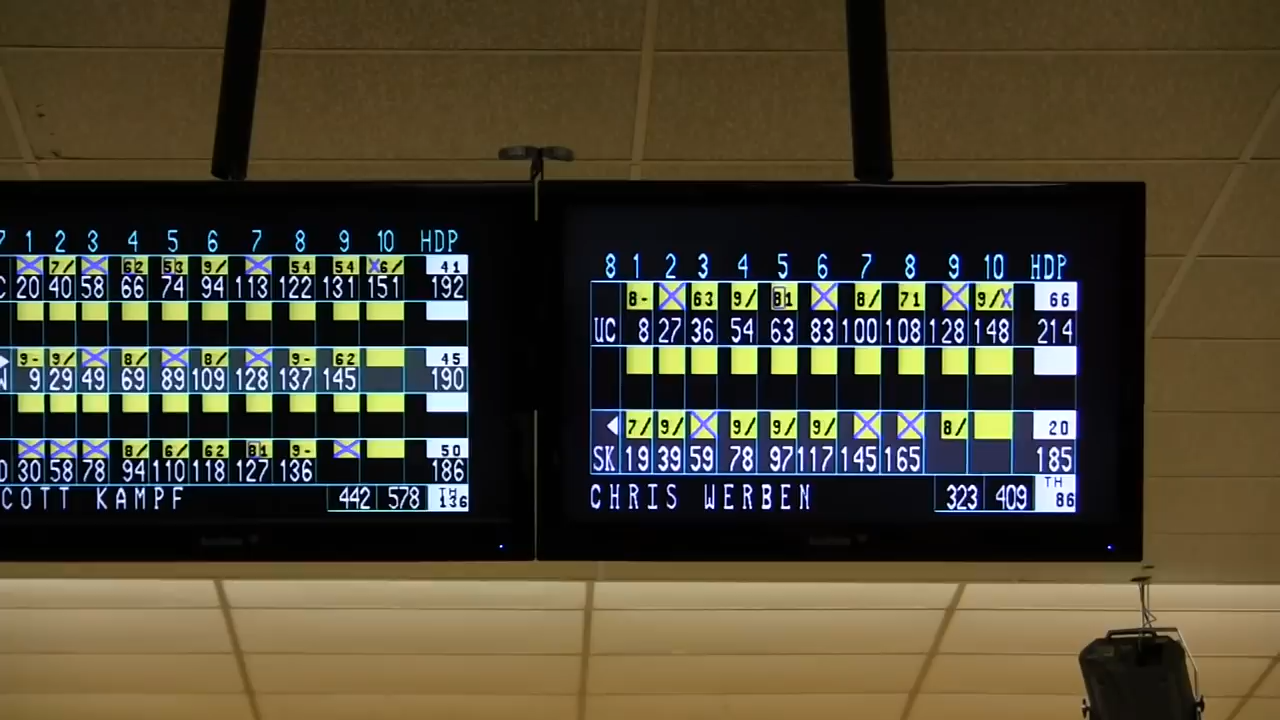 7 1 2 3 4 5 6 7 8 9 10 HDP
X 7/ X 62 53 9/ X 54 54 X6/ 41
C 20 40 58 66 74 94 113 122 131 151 192
9- 9/ X 8/ X 8/ X 9- 62 45
W 9 29 49 69 89 109 128 137 145 190
X X X 8/ 6/ 62 81 9- X 50
D 30 58 78 94 110 118 127 136 186
COTT KAMPF 442 578 TH 136
8 1 2 3 4 5 6 7 8 9 10 HDP
8- X 63 9/ 81 X 8/ 71 X 9/X 66
UC 8 27 36 54 63 83 100 108 128 148 214
7/ 9/ X 9/ 9/ 9/ X X 8/ 20
SK 19 39 59 78 97 117 145 165 185
CHRIS WERBEN 323 409 TH 86